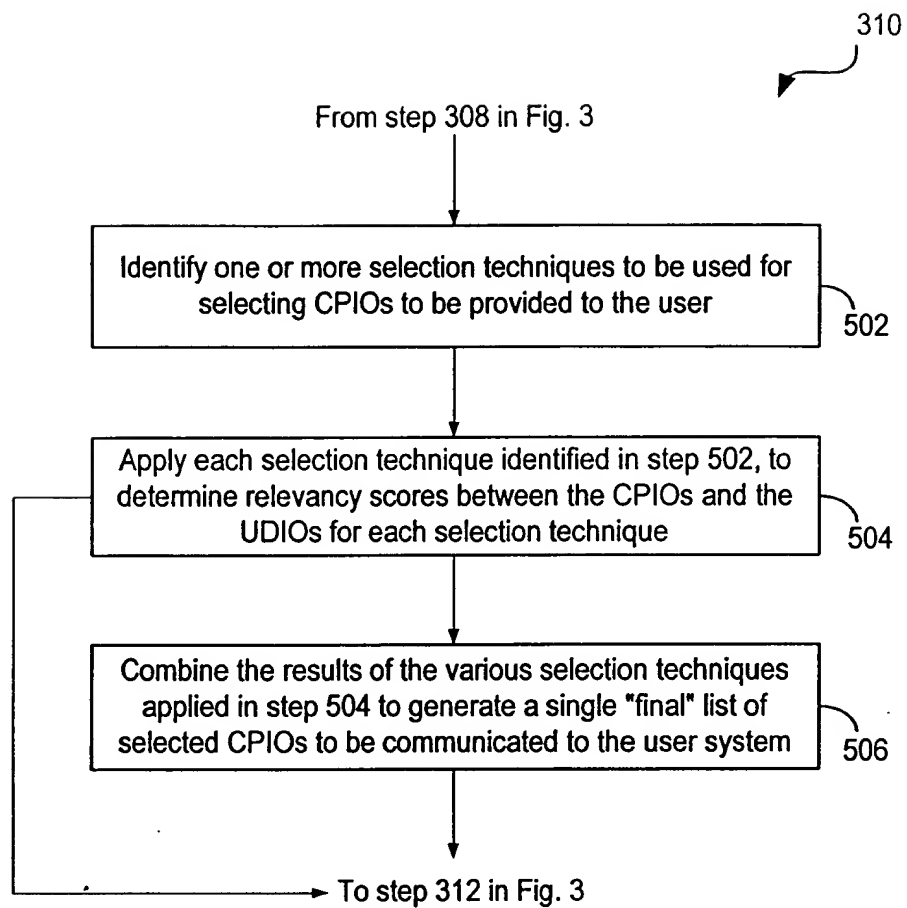 310
From step 308 in Fig. 3
Identify one or more selection techniques to be used for
selecting CPIOs to be provided to the user
502
Apply each selection technique identified in step 502, to
determine relevancy scores between the CPIOs and the
UDIOs for each selection technique
504
Combine the results of the various selection techniques
applied in step 504 to generate a single "final" list of
selected CPIOs to be communicated to the user system
506
To step 312 in Fig. 3